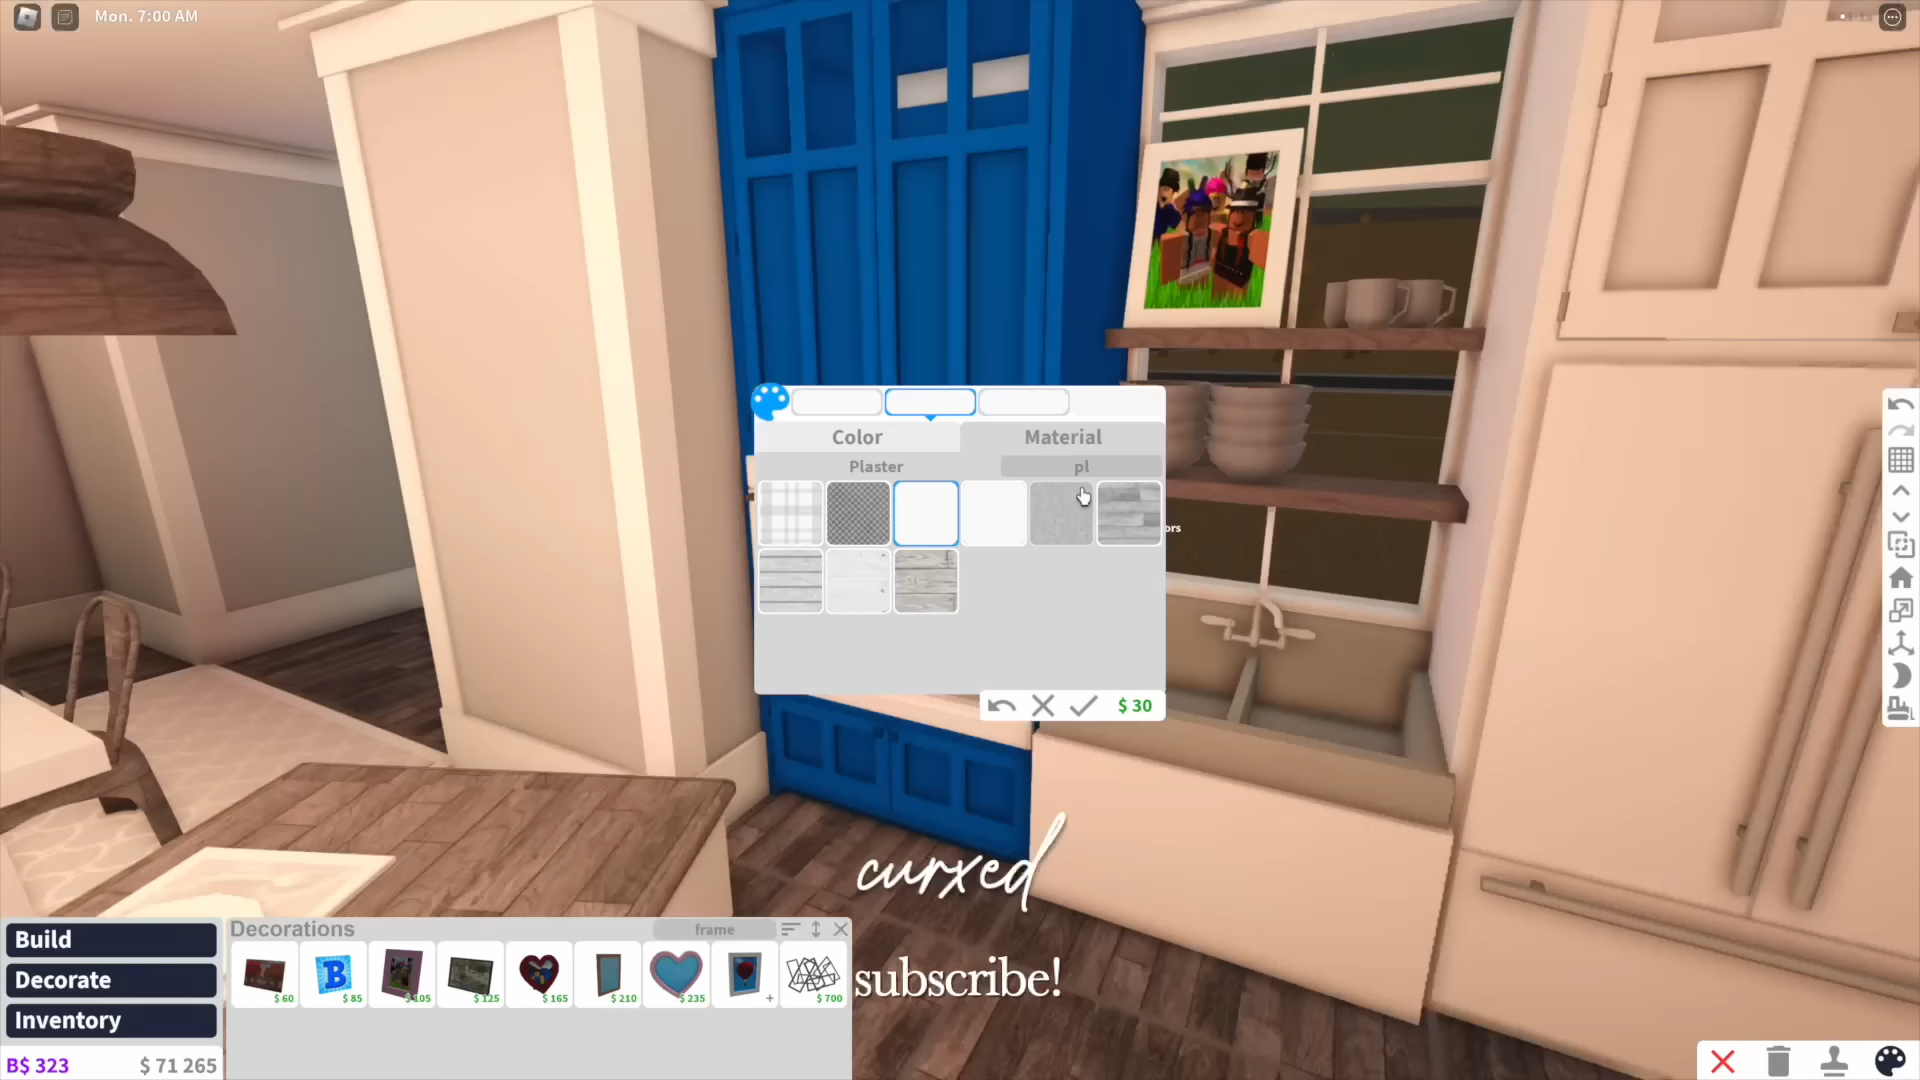 Mon. 7:00 AM
Color
Material
Plaster
pl
ors
$ 30
curxed
subscribe!
Build
Decorate
Inventory
B$ 323
$ 71 265
Decorations
frame
B
$ 60
$ 85
$ 105
$ 125
$ 165
$ 210
$ 235
+
$ 700